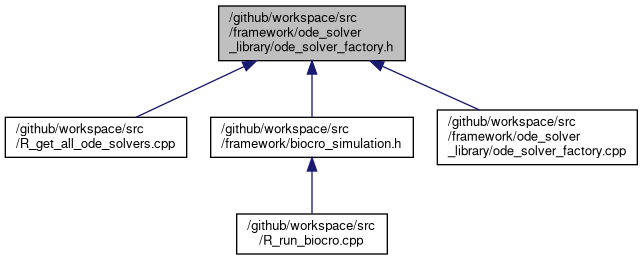 /github/workspace/src
/framework/ode_solver
_library/ode_solver_factory.h
/github/workspace/src
/R_get_all_ode_solvers.cpp
/github/workspace/src
/framework/biocro_simulation.h
/github/workspace/src
/framework/ode_solver
_library/ode_solver_factory.cpp
/github/workspace/src
/R_run_biocro.cpp